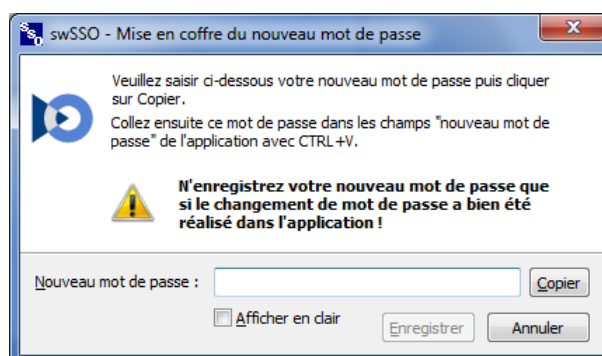 swSSO - Mise en coffre du nouveau mot de passe
Veuillez saisir ci-dessous votre nouveau mot de passe puis cliquer
sur Copier.
Collez ensuite ce mot de passe dans les champs "nouveau mot de
passe" de l'application avec CTRL+V.
N'enregistrez votre nouveau mot de passe que
si le changement de mot de passe a bien été
réalisé dans l'application !
Nouveau mot de passe :
Copier
Afficher en clair
Enregistrer
Annuler